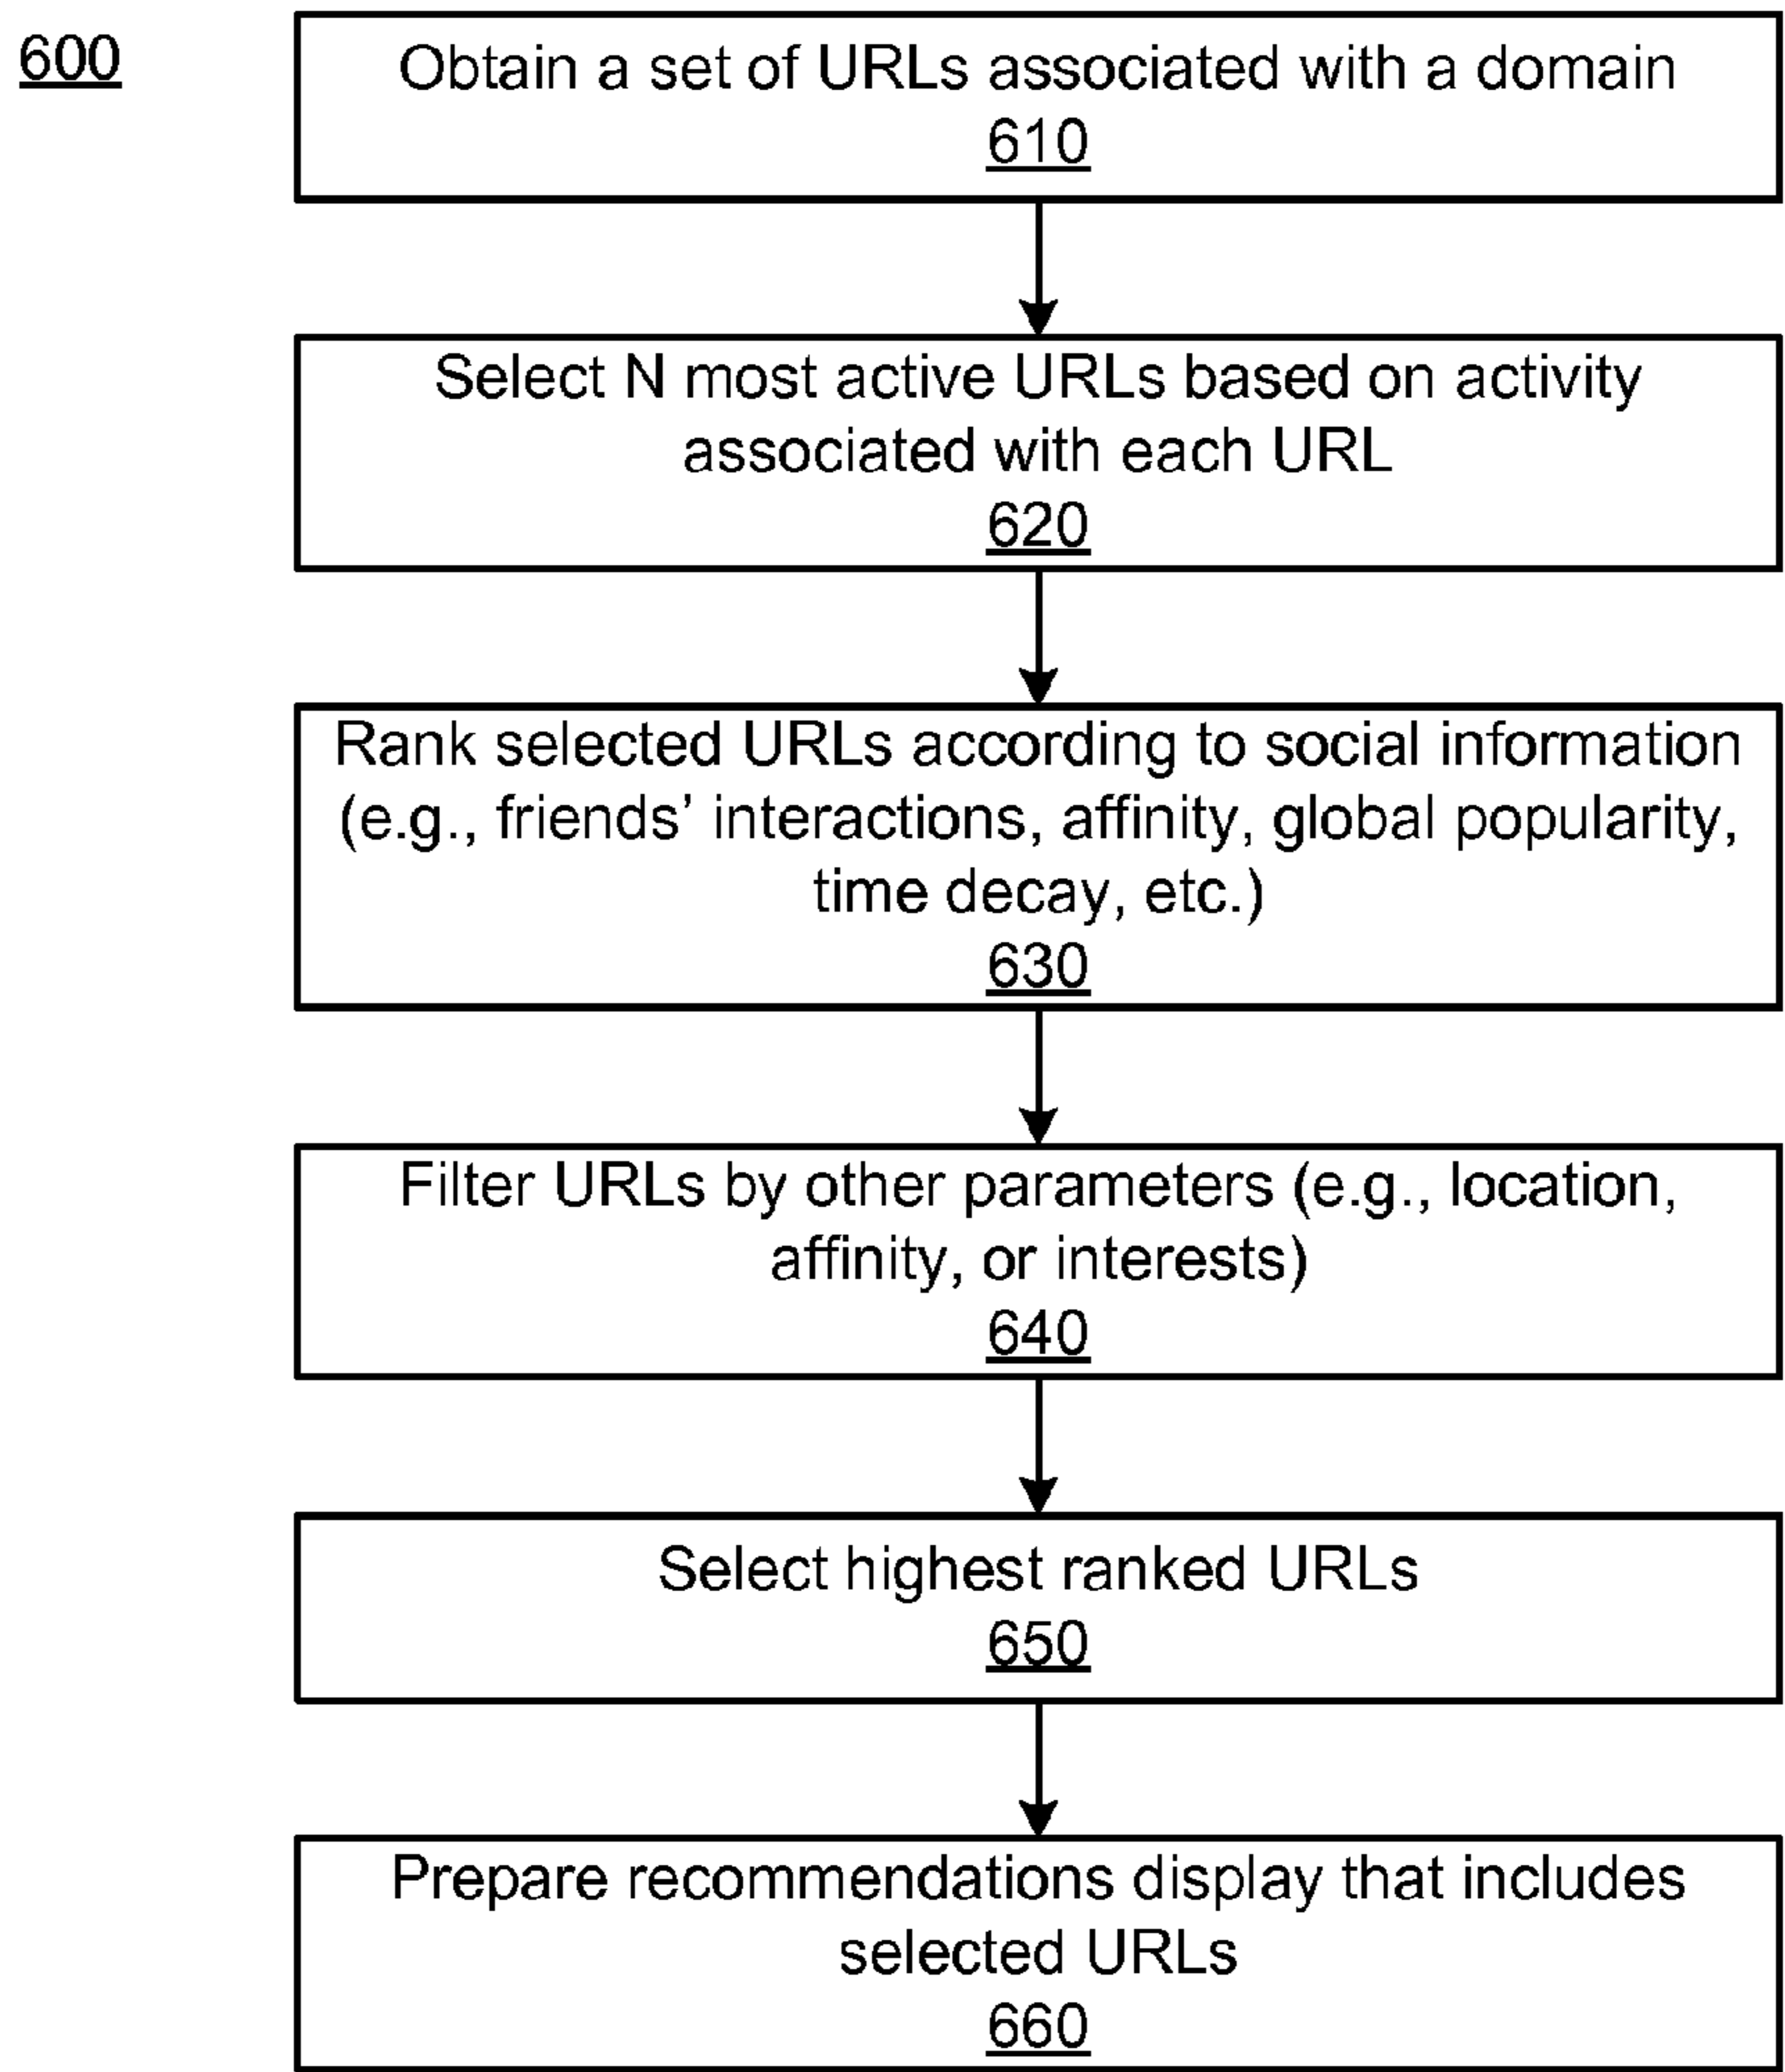 600
Obtain a set of URLs associated with a domain
610
Select N most active URLs based on activity
associated with each URL
620
Rank selected URLs according to social information
(e.g., friends’ interactions, affinity, global popularity,
time decay, etc.)
630
Filter URLs by other parameters (e.g., location,
affinity, or interests)
640
Select highest ranked URLs
650
Prepare recommendations display that includes
selected URLs
660